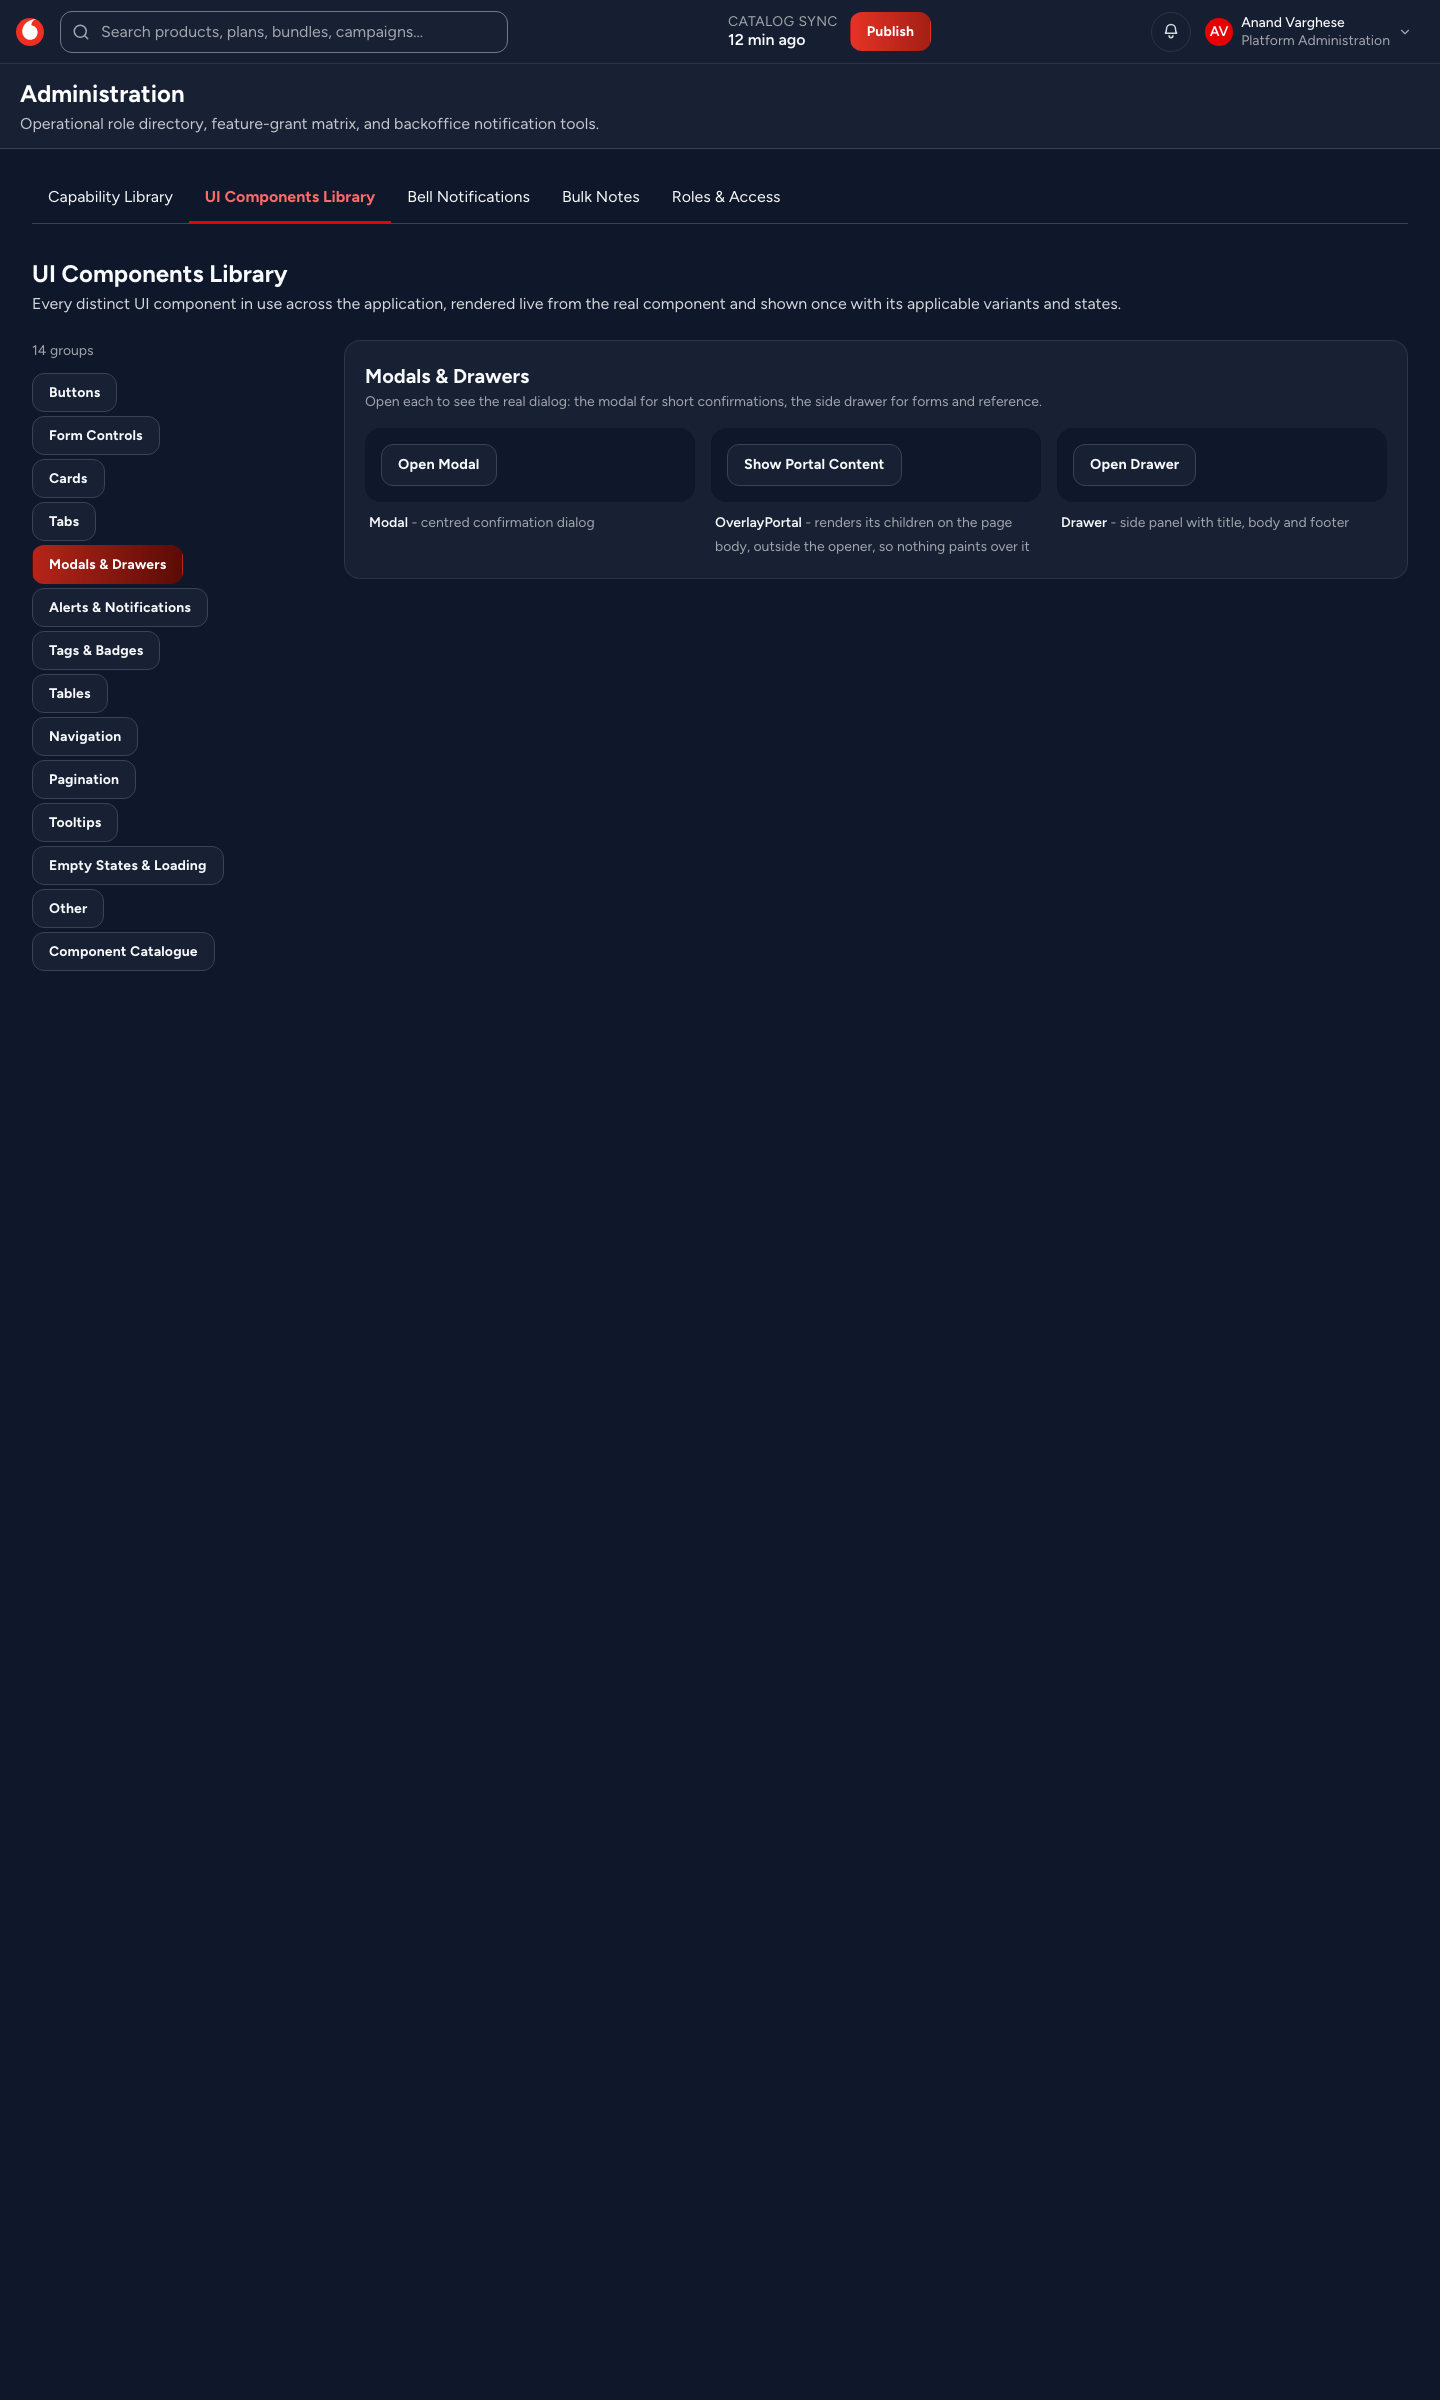 Search products, plans, bundles, campaigns...
CATALOG SYNC
12 min ago
Publish
AV
Anand Varghese
Platform Administration
Administration
Operational role directory, feature-grant matrix, and backoffice notification tools.
Capability Library
UI Components Library
Bell Notifications
Bulk Notes
Roles & Access
UI Components Library
Every distinct UI component in use across the application, rendered live from the real component and shown once with its applicable variants and states.
14 groups
Buttons
Form Controls
Cards
Tabs
Modals & Drawers
Alerts & Notifications
Tags & Badges
Tables
Navigation
Pagination
Tooltips
Empty States & Loading
Other
Component Catalogue
Modals & Drawers
Open each to see the real dialog: the modal for short confirmations, the side drawer for forms and reference.
Open Modal
Modal - centred confirmation dialog
Show Portal Content
OverlayPortal - renders its children on the page
body, outside the opener, so nothing paints over it
Open Drawer
Drawer - side panel with title, body and footer